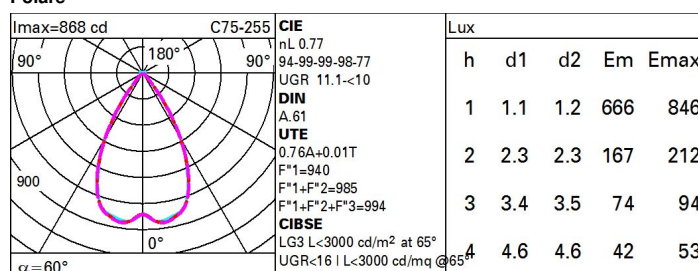 Imax=868 cd C75-255
90° 180° 90°
900
0°
α=60°
CIE
nL 0.77
94-99-99-98-77
UGR 11.1-<10
DIN
A.61
UTE
0.76A+0.01T
F"1=940
F"1+F"2=985
F"1+F"2+F"3=994
CIBSE
LG3 L<3000 cd/m² at 65°
UGR<16 | L<3000 cd/mq @65°
Lux
h d1 d2 Em Emax
1 1.1 1.2 666 846
2 2.3 2.3 167 212
3 3.4 3.5 74 94
4 4.6 4.6 42 53